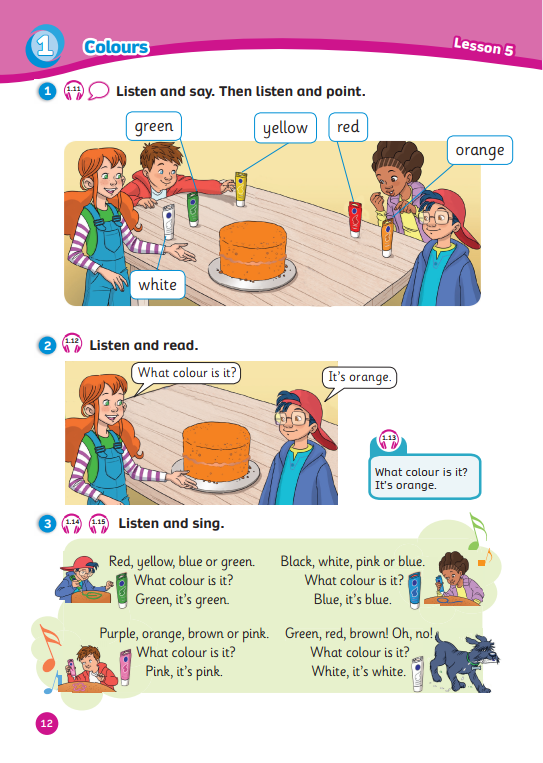 1 Colours
Lesson 5
1 1.11 Listen and say. Then listen and point.
green
yellow
red
orange
white
2 1.12 Listen and read.
What colour is it?
It's orange.
1.13
What colour is it?
It's orange.
3 1.14 1.15 Listen and sing.
Red, yellow, blue or green.
What colour is it?
Green, it's green.
Black, white, pink or blue.
What colour is it?
Blue, it's blue.
Purple, orange, brown or pink.
What colour is it?
Pink, it's pink.
Green, red, brown! Oh, no!
What colour is it?
White, it's white.
12